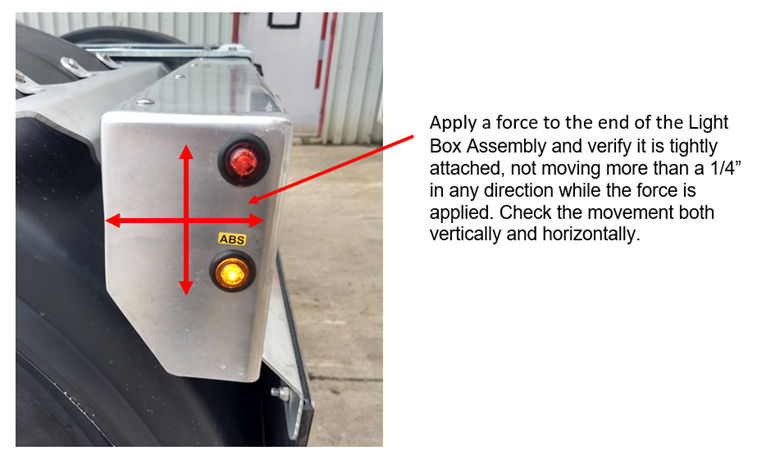 Apply a force to the end of the Light
Box Assembly and verify it is tightly
attached, not moving more than a 1/4”
in any direction while the force is
applied. Check the movement both
vertically and horizontally.
ABS